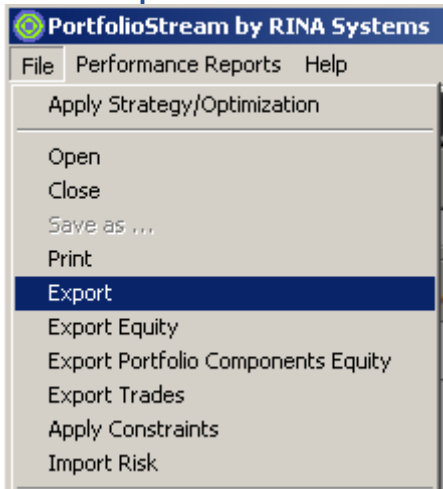 PortfolioStream by RINA Systems
File Performance Reports Help
Apply Strategy/Optimization
Open
Close
Save as ...
Print
Export
Export Equity
Export Portfolio Components Equity
Export Trades
Apply Constraints
Import Risk